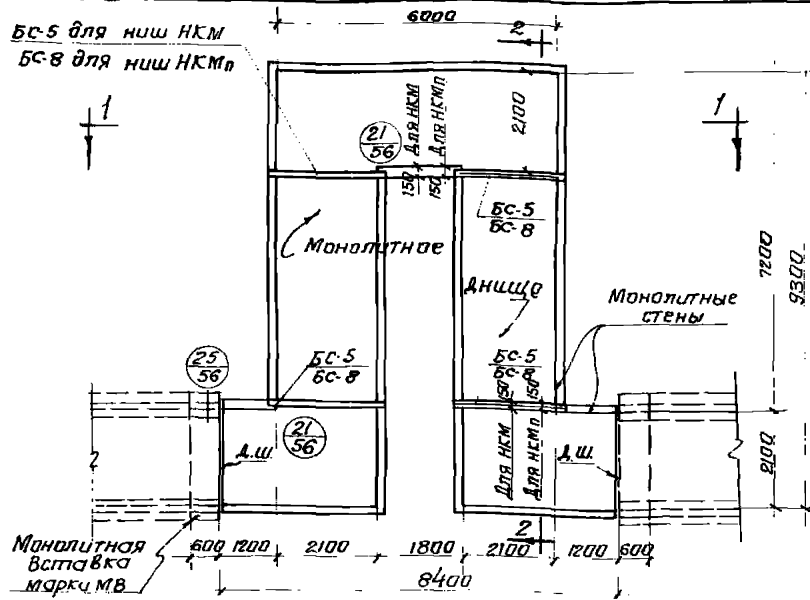 6000
2
БС-5 для ниш НКМ
БС-8 для ниш НКМп
1
1
21
56
Для НКМ
Для НКМп
2100
150
150
БС-5
БС-8
Монолитное
Днище
Монолитные
стены
7200
9300
25
56
БС-5
БС-8
БС-5
БС-8
150
150
21
56
Д.Ш.
Для НКМ
Для НКМп
Д.Ш.
2100
Монолитная
вставка
марки МВ
600
1200
2100
1800
2100
2
1200
600
8400